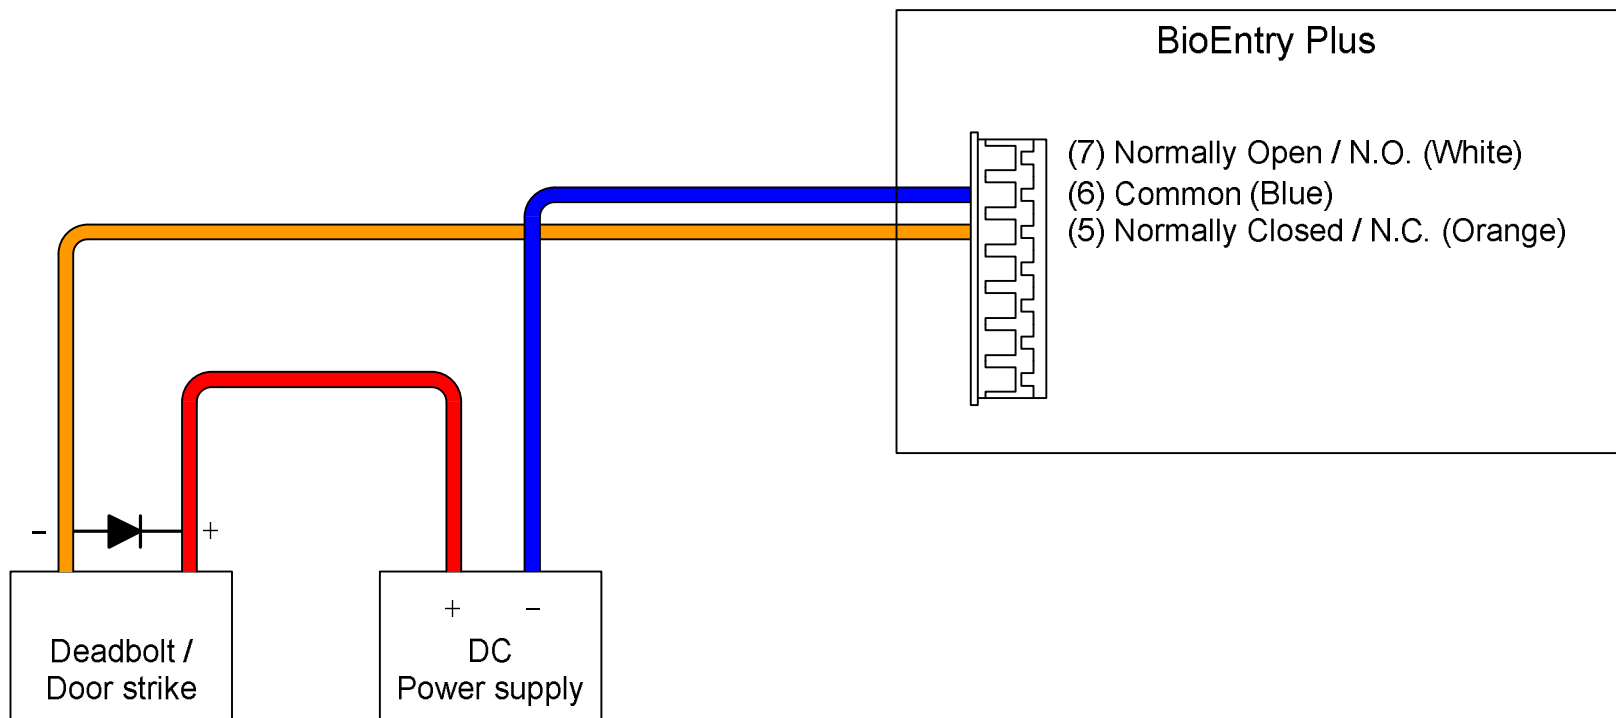 BioEntry Plus
(7) Normally Open / N.O. (White)
(6) Common (Blue)
(5) Normally Closed / N.C. (Orange)
− +
Deadbolt /
Door strike
+ −
DC
Power supply